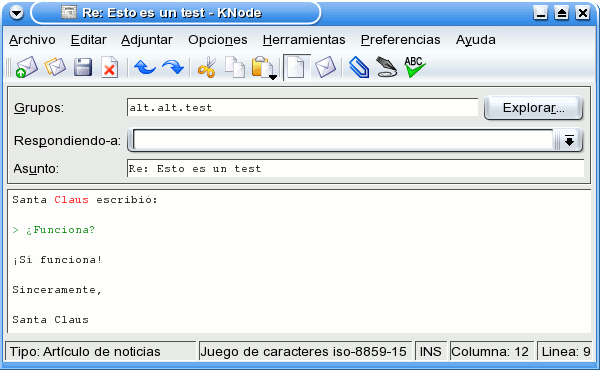 Re: Esto es un test - KNode
Archivo Editar Adjuntar Opciones Herramientas Preferencias Ayuda
ABC
Grupos: alt.alt.test Explorar...
Respondiendo-a:
Asunto: Re: Esto es un test
Santa Claus escribió:
> ¿Funciona?
¡Sí funciona!
Sinceramente,
Santa Claus
Tipo: Artículo de noticias Juego de caracteres iso-8859-15 INS Columna: 12 Linea: 9